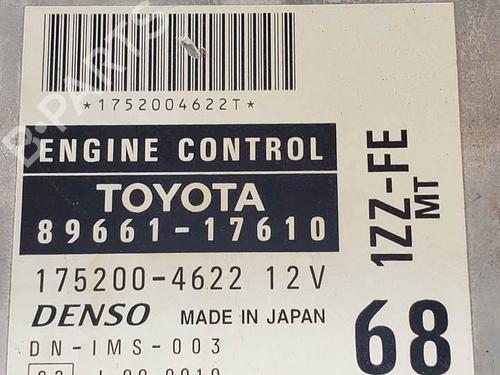 *1752004622T*
ENGINE CONTROL
TOYOTA
89661-17610
175200-4622 12V
DENSO MADE IN JAPAN
DN-IMS-003
1ZZ-FE
MT
68
B-PARTS